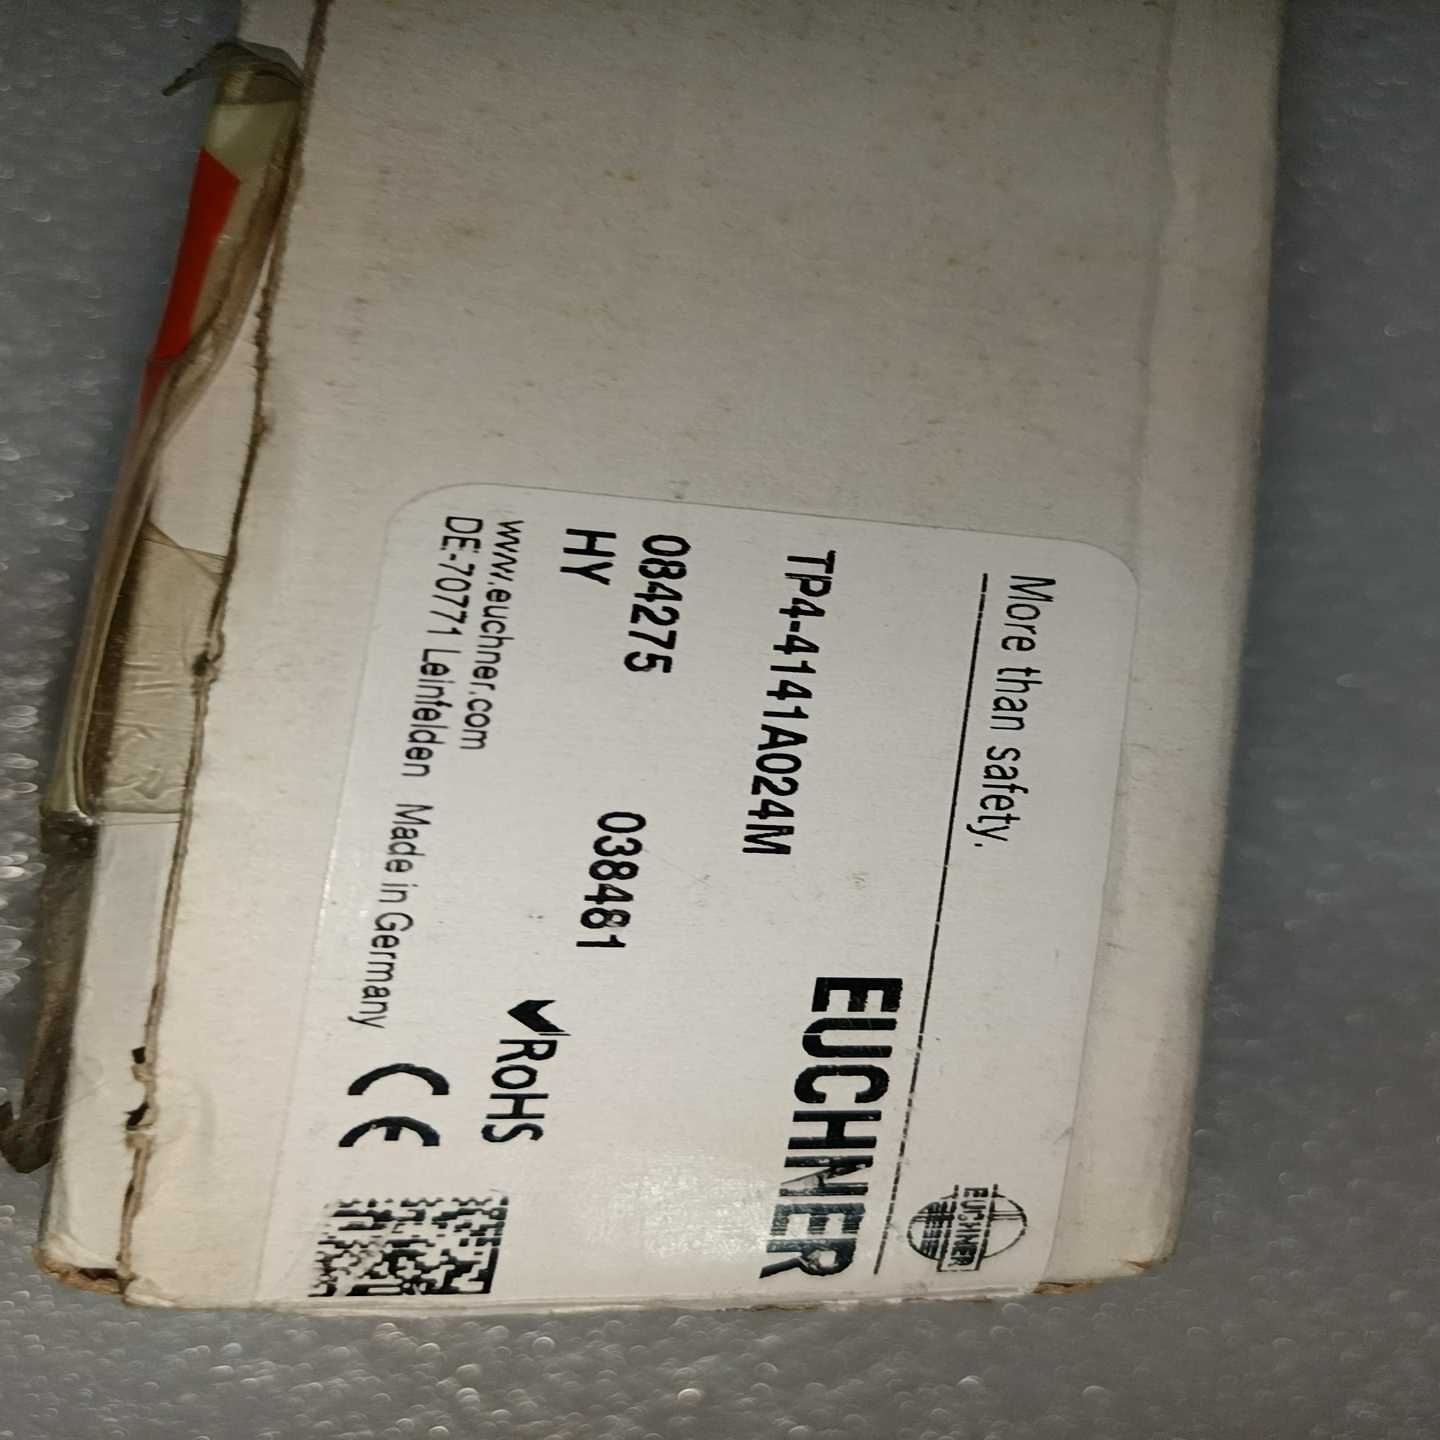 More than safety.
EUCHNER
EUCHNER
TP4-4141A024M
084275
038481
HY
RoHS
www.euchner.com
DE-70771 Leinfelden Made in Germany
CE